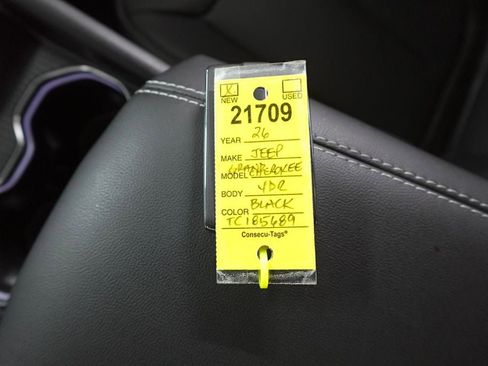 X
NEW USED
21709
YEAR 26
MAKE JEEP
GRAND
MODEL CHEROKEE
BODY 4DR
COLOR BLACK
TC185689
Consecu-Tags®